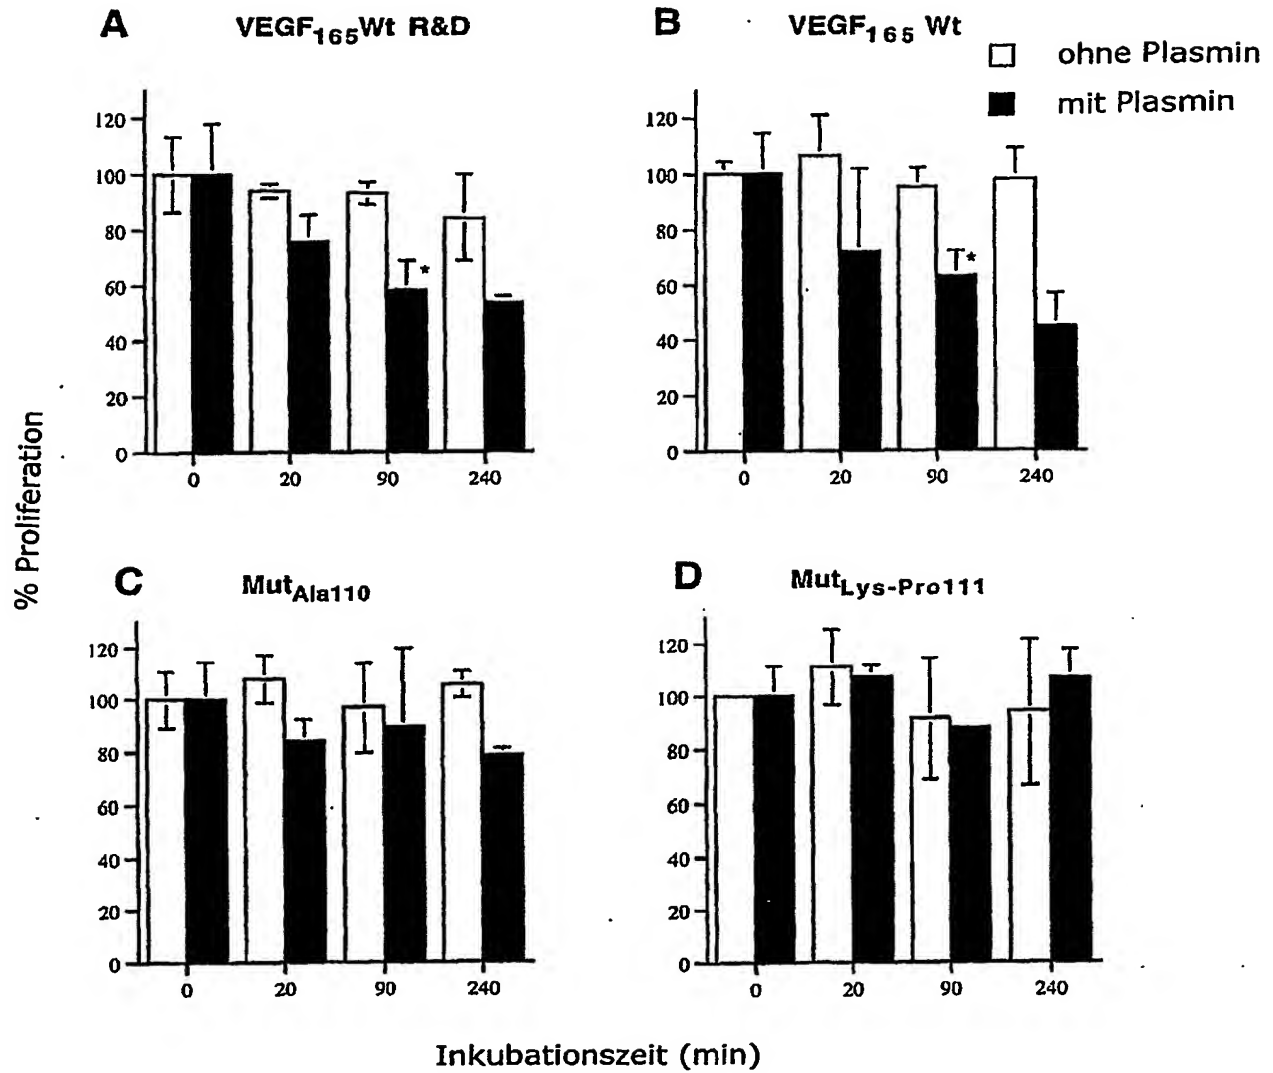 A VEGF165Wt R&D
120
100
80
60
40
20
0
*
0 20 90 240
B VEGF165 Wt
ohne Plasmin
mit Plasmin
120
100
80
60
40
20
0
*
0 20 90 240
% Proliferation
C MutAla110
120
100
80
60
40
20
0
0 20 90 240
D MutLys-Pro111
120
100
80
60
40
20
0
0 20 90 240
Inkubationszeit (min)